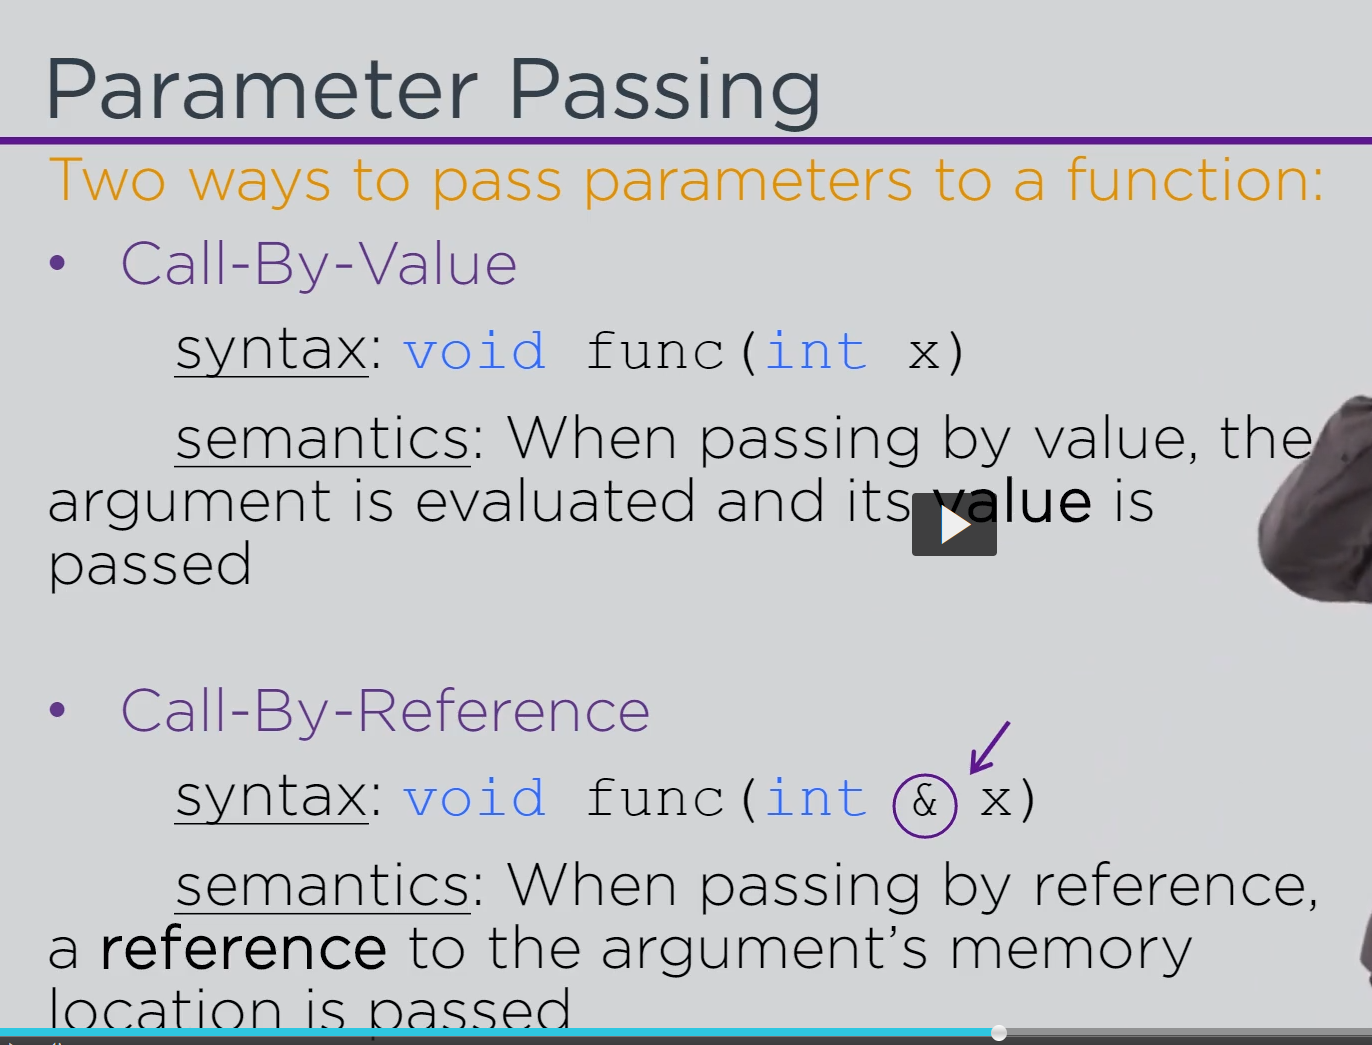 Parameter Passing
Two ways to pass parameters to a function:
• Call-By-Value
syntax: void func(int x)
semantics: When passing by value, the
argument is evaluated and its value is
passed
• Call-By-Reference
syntax: void func(int & x)
semantics: When passing by reference,
a reference to the argument’s memory
location is passed